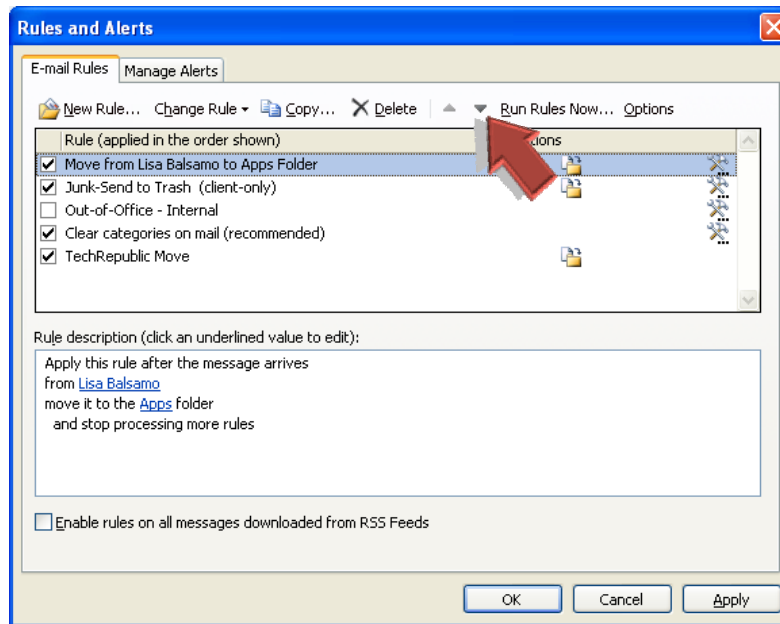 Rules and Alerts
E-mail Rules Manage Alerts
New Rule... Change Rule Copy... Delete Run Rules Now... Options
Rule (applied in the order shown)
Move from Lisa Balsamo to Apps Folder
Junk-Send to Trash (client-only)
Out-of-Office - Internal
Clear categories on mail (recommended)
TechRepublic Move
Rule description (click an underlined value to edit):
Apply this rule after the message arrives
from Lisa Balsamo
move it to the Apps folder
and stop processing more rules
Enable rules on all messages downloaded from RSS Feeds
OK Cancel Apply